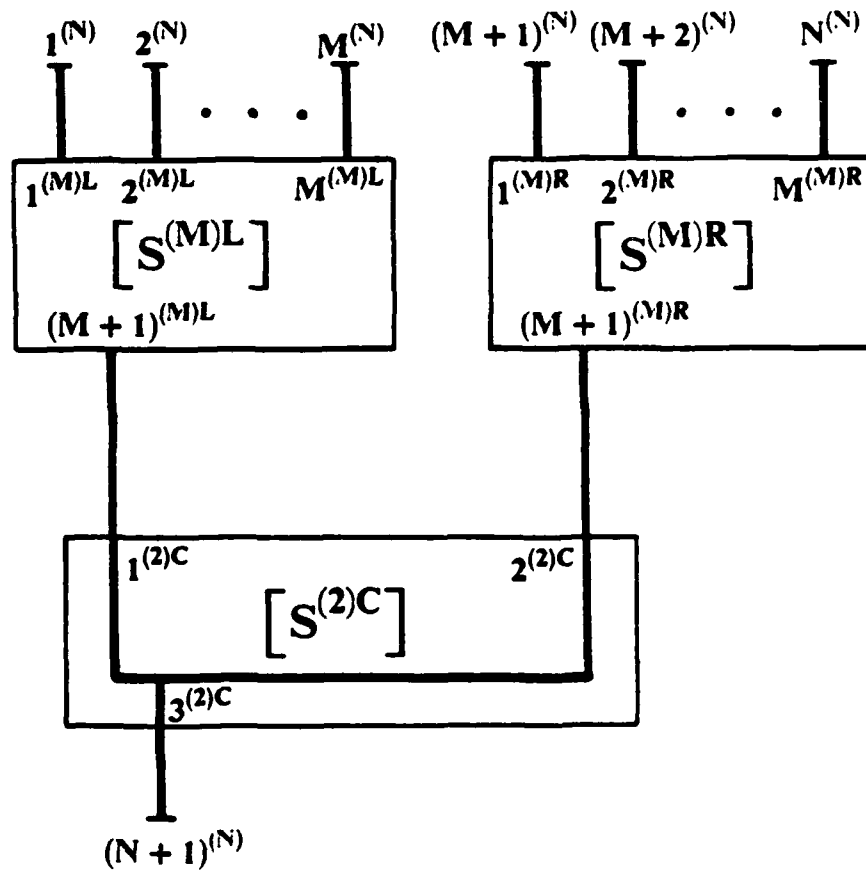 1^(N) 2^(N) M^(N) (M + 1)^(N) (M + 2)^(N) N^(N)
. . . . . .
1^(M)L 2^(M)L M^(M)L 1^(M)R 2^(M)R M^(M)R
[S^(M)L] [S^(M)R]
(M + 1)^(M)L (M + 1)^(M)R
1^(2)C 2^(2)C
[S^(2)C]
3^(2)C
(N + 1)^(N)